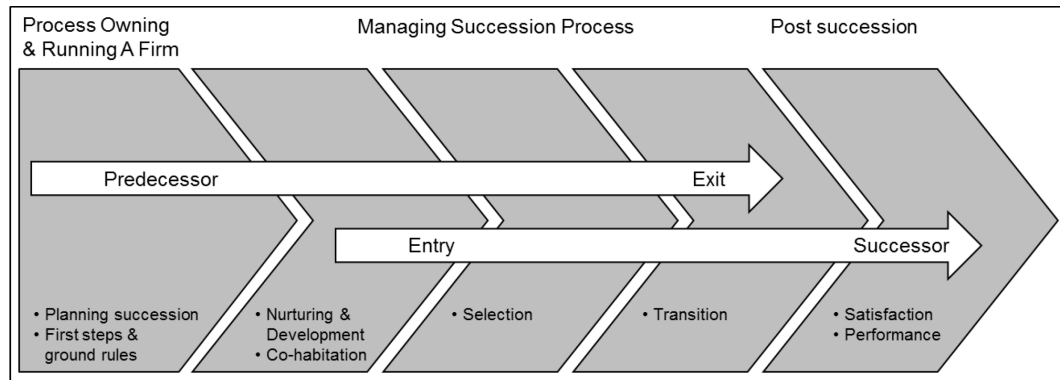 Process Owning
& Running A Firm
Managing Succession Process
Post succession
Predecessor
Exit
Entry
Successor
• Planning succession
• First steps &
ground rules
• Nurturing &
Development
• Co-habitation
• Selection
• Transition
• Satisfaction
• Performance